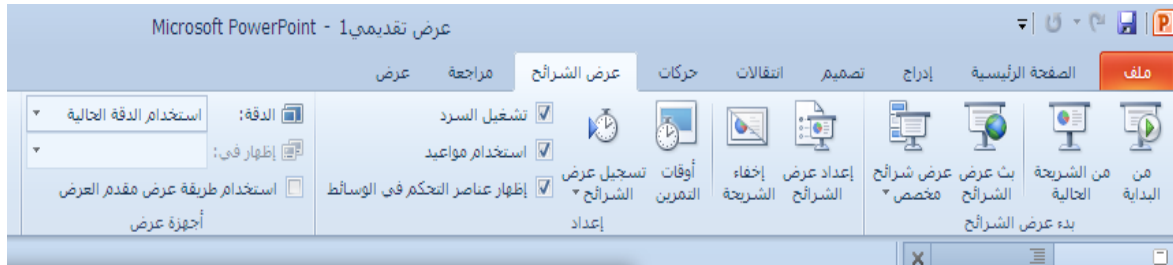 عرض تقديمي1 - Microsoft PowerPoint
ملف الصفحة الرئيسية إدراج تصميم انتقالات حركات عرض الشرائح مراجعة عرض
من البداية
من الشريحة الحالية
بث عرض الشرائح
عرض شرائح مخصص
بدء عرض الشرائح
إعداد عرض الشرائح
إخفاء الشريحة
أوقات التمرين
تسجيل عرض الشرائح
تشغيل السرد
استخدام مواعيد
إظهار عناصر التحكم في الوسائط
إعداد
الدقة: استخدام الدقة الحالية
إظهار في:
استخدام طريقة عرض مقدم العرض
أجهزة عرض